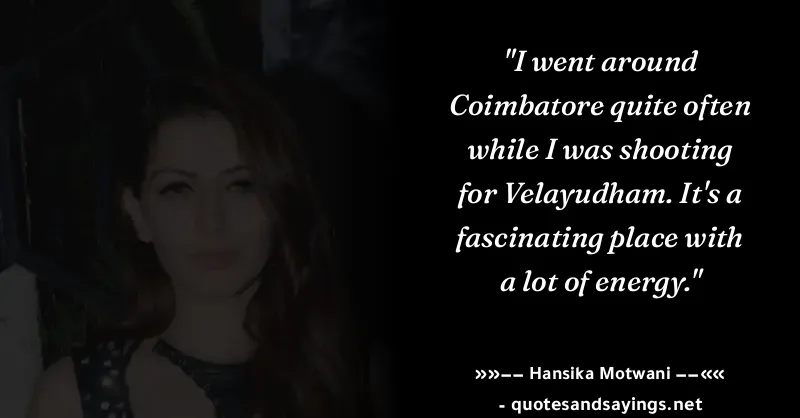 "I went around
Coimbatore quite often
while I was shooting
for Velayudham. It's a
fascinating place with
a lot of energy."
»»–– Hansika Motwani ––««
- quotesandsayings.net